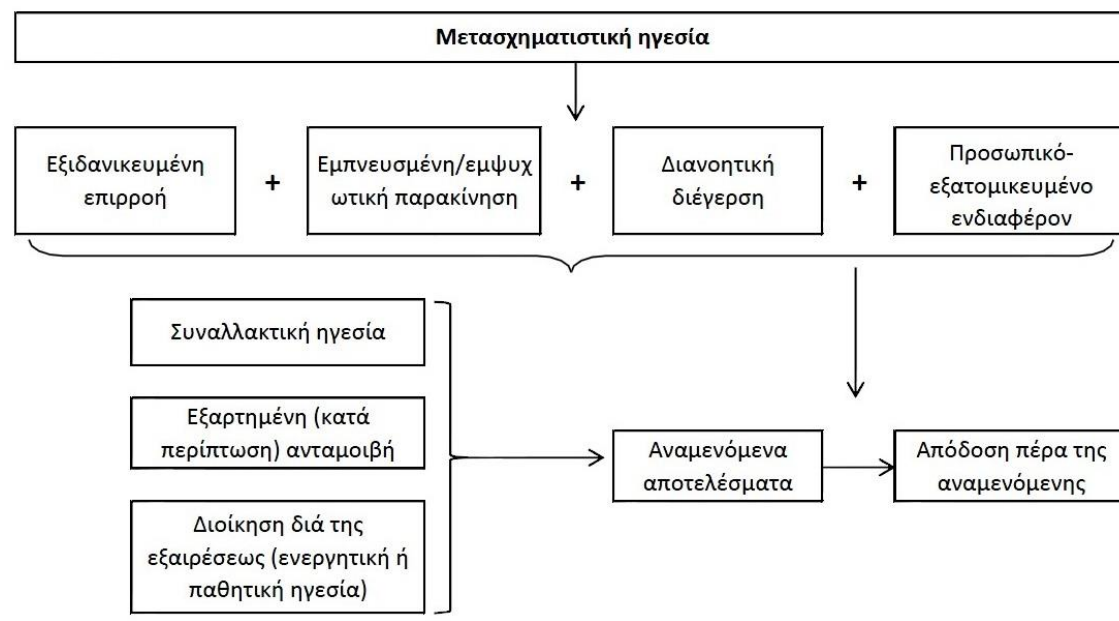 Μετασχηματιστική ηγεσία
Εξιδανικευμένη
επιρροή
+
Εμπνευσμένη/εμψυχ
ωτική παρακίνηση
+
Διανοητική
διέγερση
+
Προσωπικό-
εξατομικευμένο
ενδιαφέρον
Συναλλακτική ηγεσία
Εξαρτημένη (κατά
περίπτωση) ανταμοιβή
Διοίκηση διά της
εξαιρέσεως (ενεργητική ή
παθητική ηγεσία)
Αναμενόμενα
αποτελέσματα
Απόδοση πέρα της
αναμενόμενης